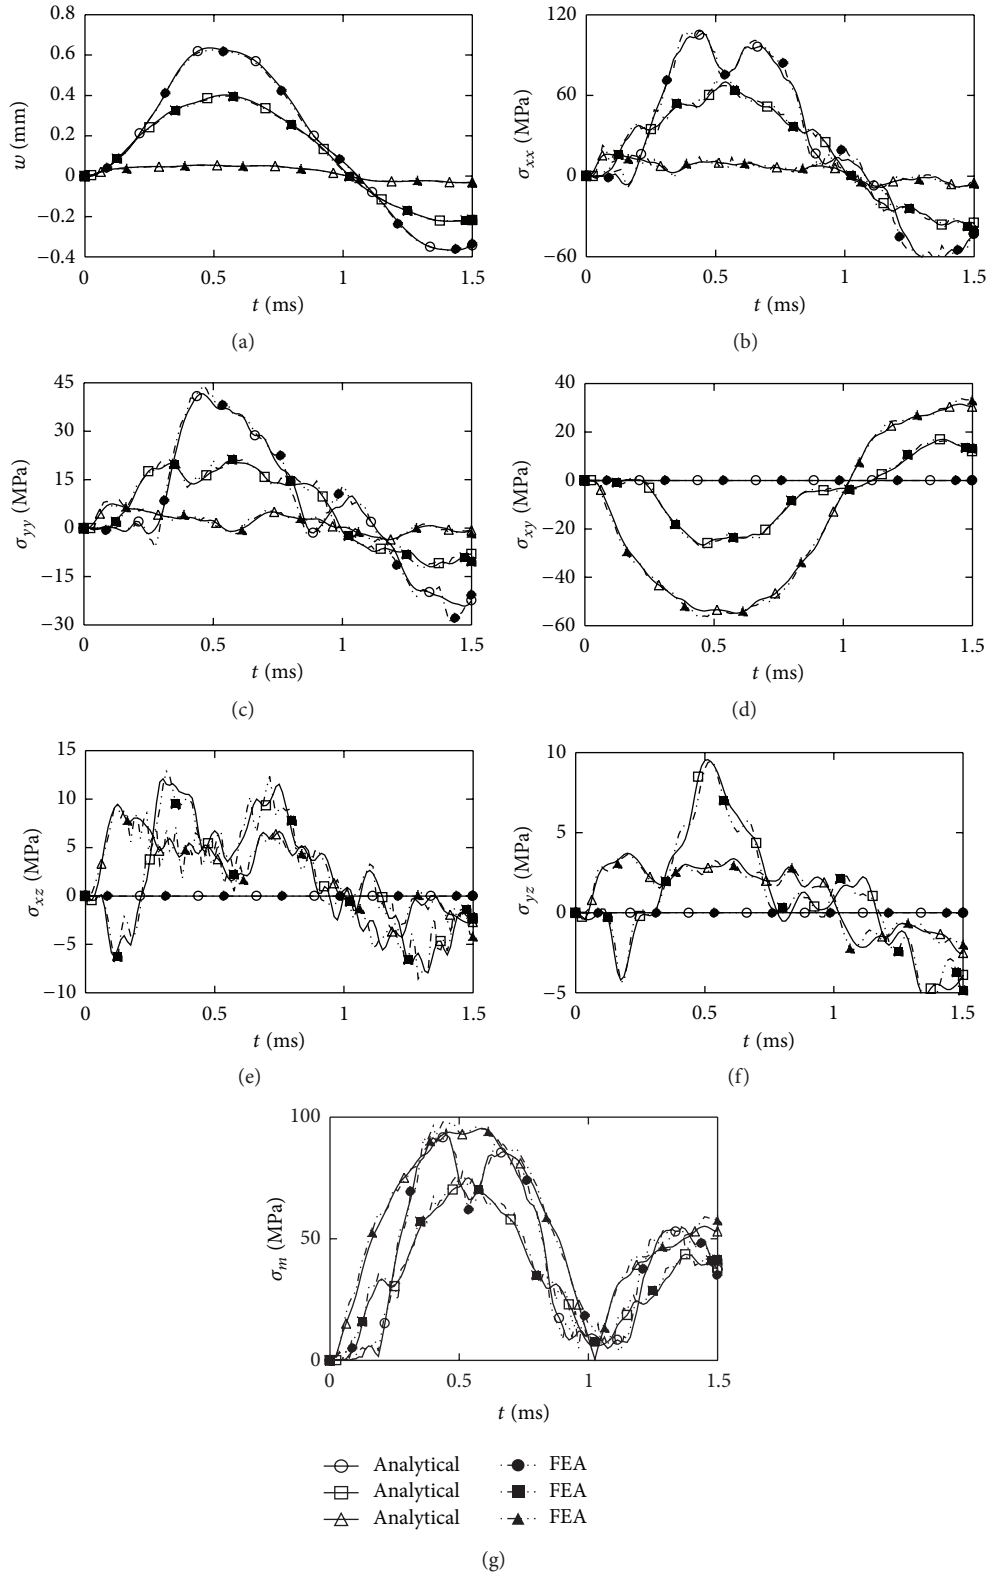 0.8
0.6
0.4
0.2
0
−0.2
−0.4
w (mm)
0 0.5 1 1.5
t (ms)
(a)
120
60
0
−60
σxx (MPa)
0 0.5 1 1.5
t (ms)
(b)
45
30
15
0
−15
−30
σyy (MPa)
0 0.5 1 1.5
t (ms)
(c)
40
20
0
−20
−40
−60
σxy (MPa)
0 0.5 1 1.5
t (ms)
(d)
15
10
5
0
−5
−10
σxz (MPa)
0 0.5 1 1.5
t (ms)
(e)
10
5
0
−5
σyz (MPa)
0 0.5 1 1.5
t (ms)
(f)
100
50
0
σm (MPa)
0 0.5 1 1.5
t (ms)
Analytical FEA
Analytical FEA
Analytical FEA
(g)